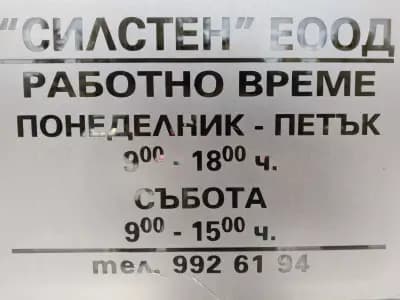 "СИЛСТЕН" ЕООД
РАБОТНО ВРЕМЕ
ПОНЕДЕЛНИК - ПЕТЪК
9⁰⁰ - 18⁰⁰ ч.
СЪБОТА
9⁰⁰ - 15⁰⁰ ч.
тел. 992 61 94